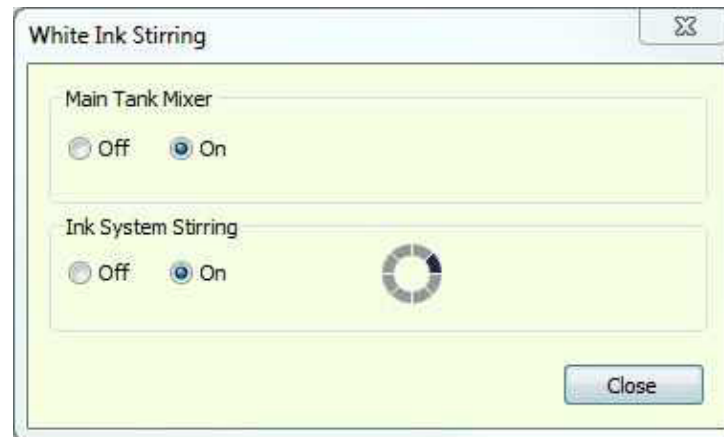 White Ink Stirring
Main Tank Mixer
Off On
Ink System Stirring
Off On
Close